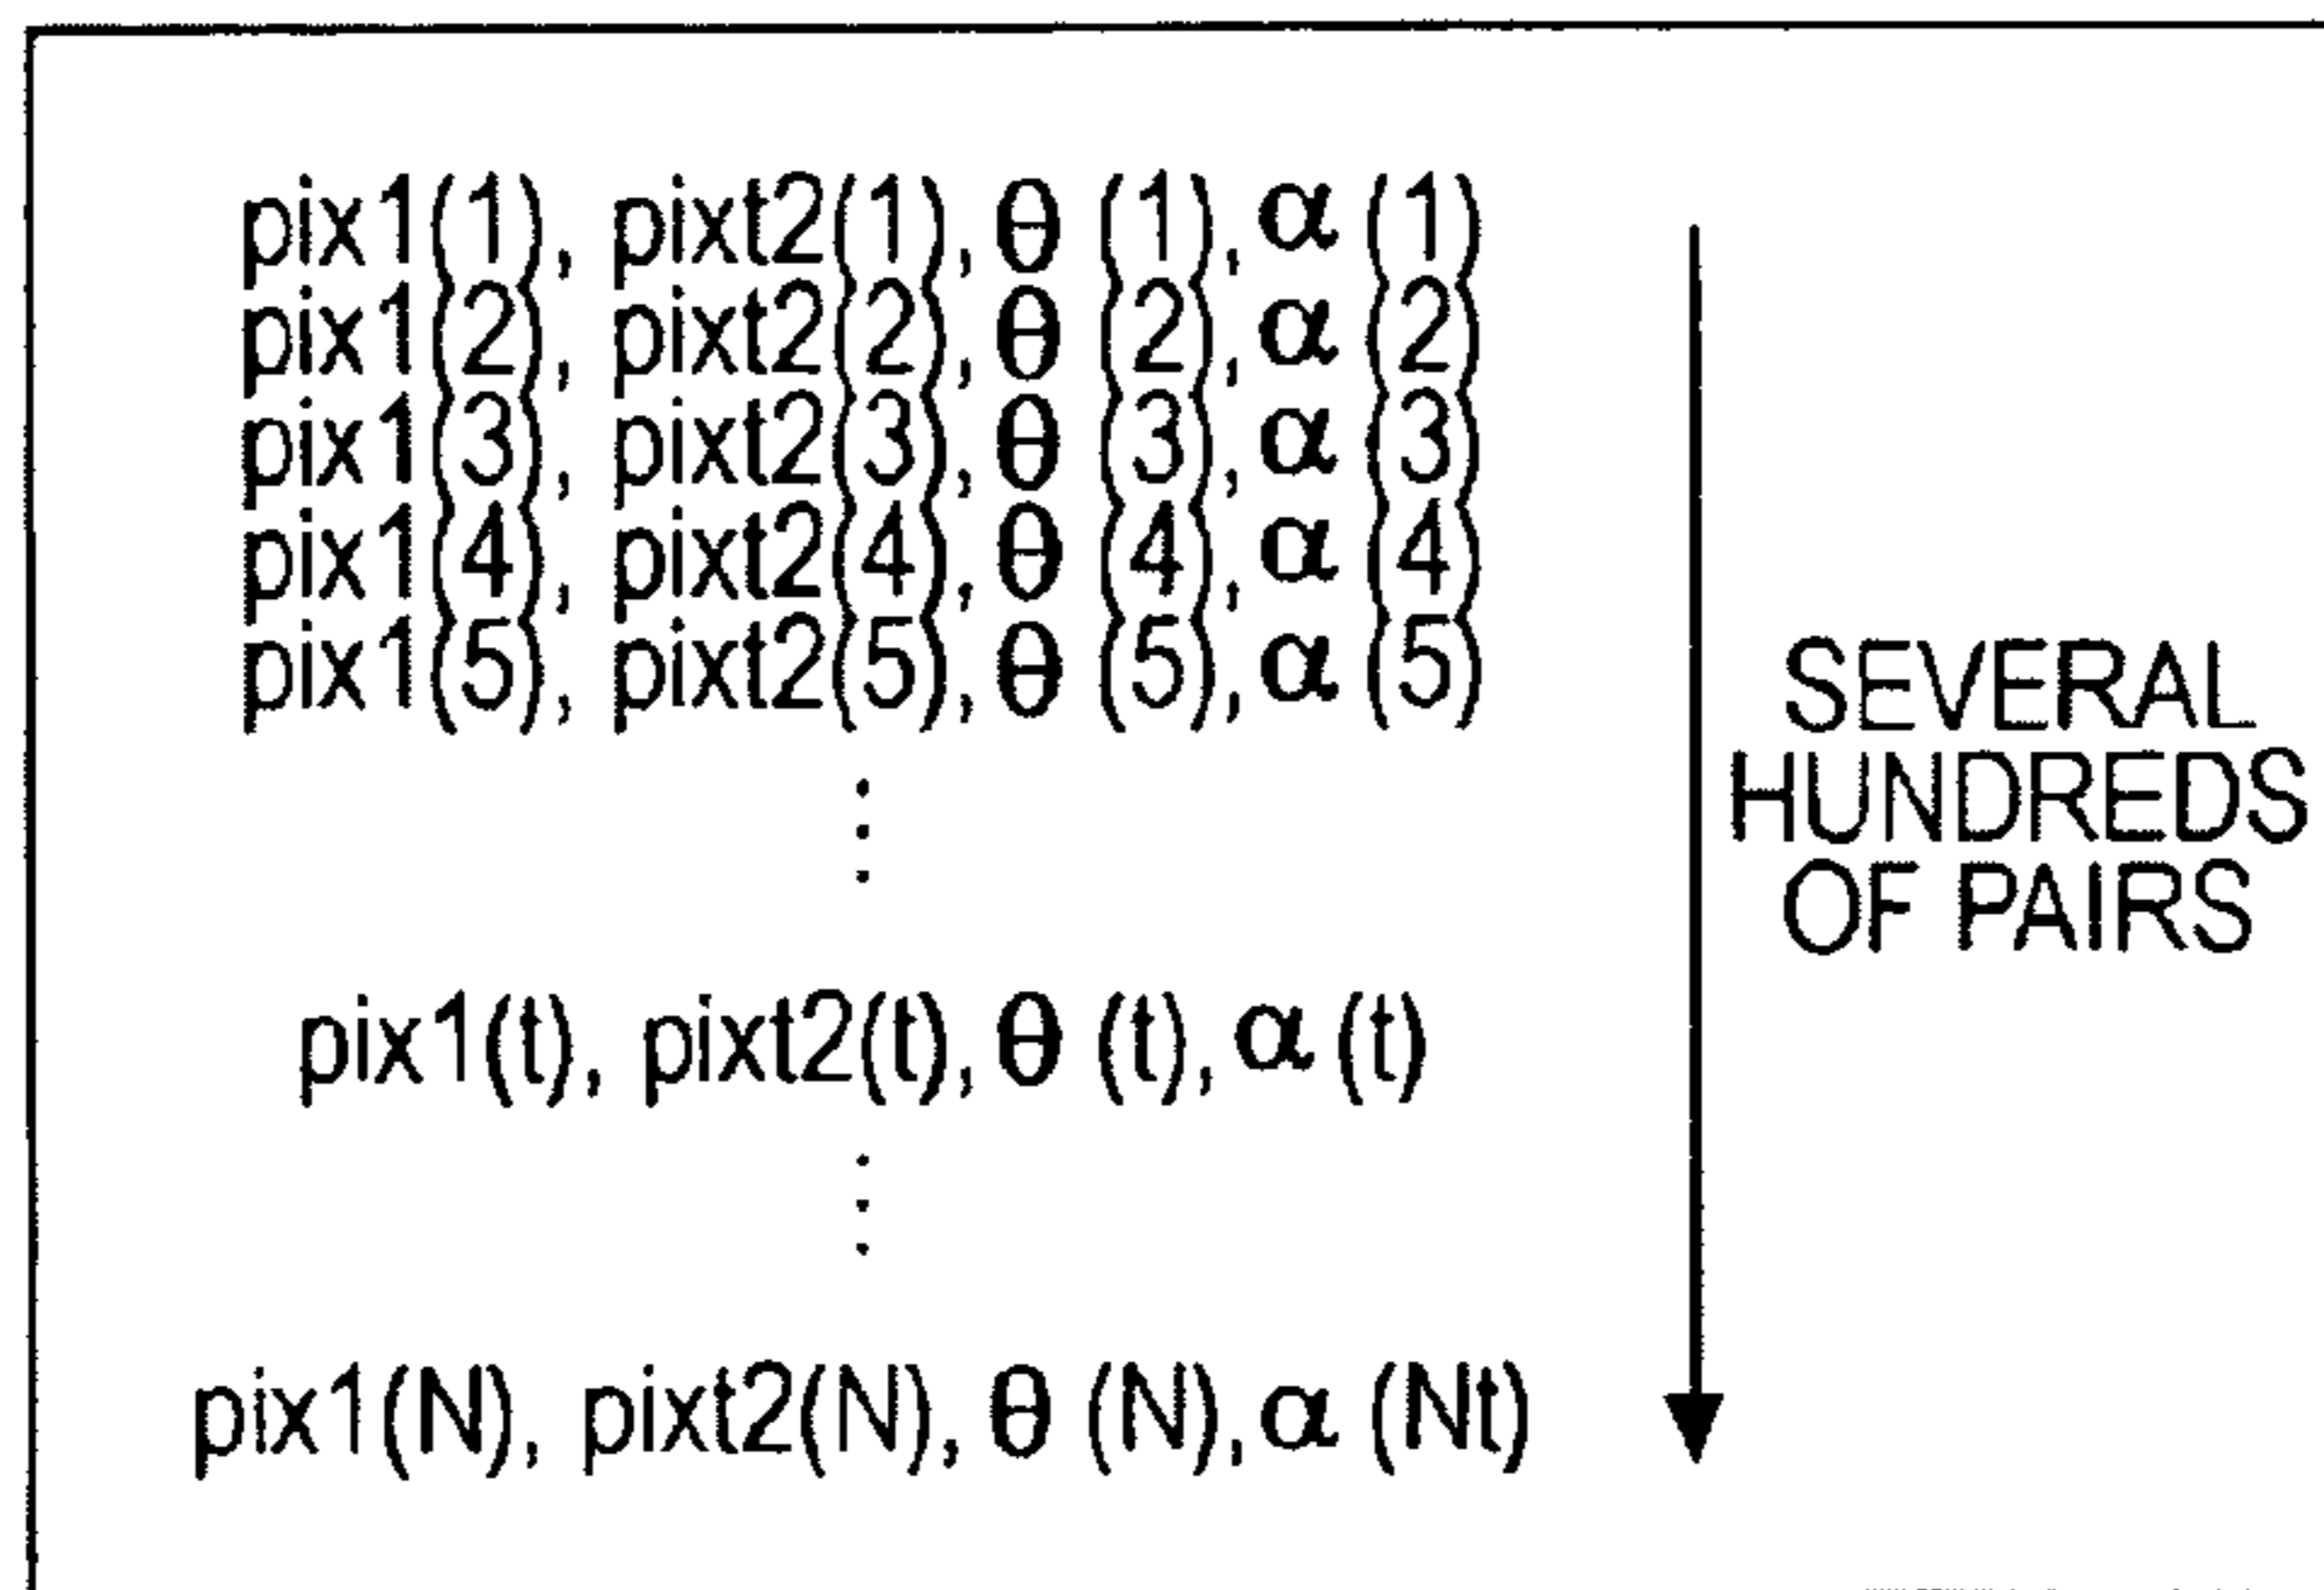 pix1(1), pixt2(1), θ (1), α (1)
pix1(2), pixt2(2), θ (2), α (2)
pix1(3), pixt2(3), θ (3), α (3)
pix1(4), pixt2(4), θ (4), α (4)
pix1(5), pixt2(5), θ (5), α (5)
pix1(t), pixt2(t), θ (t), α (t)
pix1(N), pixt2(N), θ (N), α (Nt)
SEVERAL
HUNDREDS
OF PAIRS